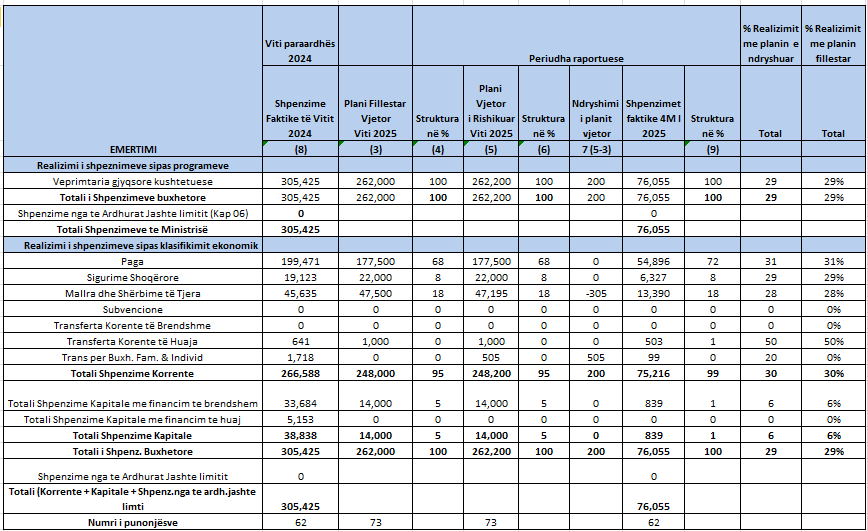 Viti paraardhës 2024 | Periudha raportuese | % Realizimit me planin e ndryshuar | % Realizimit me planin fillestar
EMERTIMI | Shpenzime Faktike të Vitit 2024 | Plani Fillestar Vjetor Viti 2025 | Struktura në % | Plani Vjetor i Rishikuar Viti 2025 | Struktura në % | Ndryshimi i planit vjetor | Shpenzimet faktike 4M I 2025 | Struktura në % | Total | Total
(8) | (3) | (4) | (5) | (6) | 7 (5-3) | (9)
Realizimi i shpeznimeve sipas programeve
Veprimtaria gjyqsore kushtetuese | 305,425 | 262,000 | 100 | 262,200 | 100 | 200 | 76,055 | 100 | 29 | 29%
Totali i Shpenzimeve buxhetore | 305,425 | 262,000 | 100 | 262,200 | 100 | 200 | 76,055 | 100 | 29 | 29%
Shpenzime nga te Ardhurat Jashte limitit (Kap 06) | 0 | 0
Totali Shpenzimeve te Ministrisë | 305,425 | 76,055
Realizimi i shpenzimeve sipas klasifikimit ekonomik
Paga | 199,471 | 177,500 | 68 | 177,500 | 68 | 0 | 54,896 | 72 | 31 | 31%
Sigurime Shoqërore | 19,123 | 22,000 | 8 | 22,000 | 8 | 0 | 6,327 | 8 | 29 | 29%
Mallra dhe Shërbime të Tjera | 45,635 | 47,500 | 18 | 47,195 | 18 | -305 | 13,390 | 18 | 28 | 28%
Subvencione | 0 | 0 | 0 | 0 | 0 | 0 | 0 | 0 | 0 | 0%
Transferta Korente të Brendshme | 0 | 0 | 0 | 0 | 0 | 0 | 0 | 0 | 0 | 0%
Transferta Korente të Huaja | 641 | 1,000 | 0 | 1,000 | 0 | 0 | 503 | 1 | 50 | 50%
Trans per Buxh. Fam. & Individ | 1,718 | 0 | 0 | 505 | 0 | 505 | 99 | 0 | 20 | 0%
Totali Shpenzime Korrente | 266,588 | 248,000 | 95 | 248,200 | 95 | 200 | 75,216 | 99 | 30 | 30%
Totali Shpenzime Kapitale me financim te brendshem | 33,684 | 14,000 | 5 | 14,000 | 5 | 0 | 839 | 1 | 6 | 6%
Totali Shpenzime Kapitale me financim te huaj | 5,153 | 0 | 0 | 0 | 0 | 0 | 0 | 0 | 0 | 0%
Totali Shpenzime Kapitale | 38,838 | 14,000 | 5 | 14,000 | 5 | 0 | 839 | 1 | 6 | 6%
Totali i Shpenz. Buxhetore | 305,425 | 262,000 | 100 | 262,200 | 100 | 200 | 76,055 | 100 | 29 | 29%
Shpenzime nga te Ardhurat Jashte limitit | 0 | 0
Totali (Korrente + Kapitale + Shpenz.nga te ardh.jashte limti | 305,425 | 76,055
Numri i punonjësve | 62 | 73 | 73 | 62